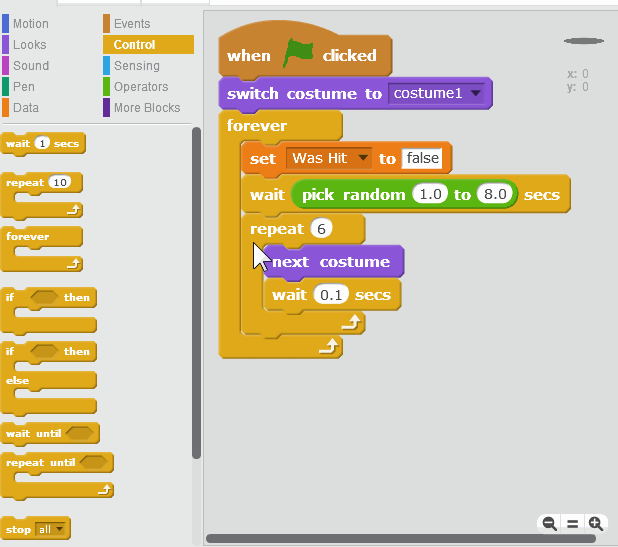 Motion Events
Looks Control
Sound Sensing
Pen Operators
Data More Blocks
wait 1 secs
repeat 10
forever
if then
if then
else
wait until
repeat until
stop all
when clicked
switch costume to costume1
forever
set Was Hit to false
wait pick random 1.0 to 8.0 secs
repeat 6
next costume
wait 0.1 secs
x: 0
y: 0